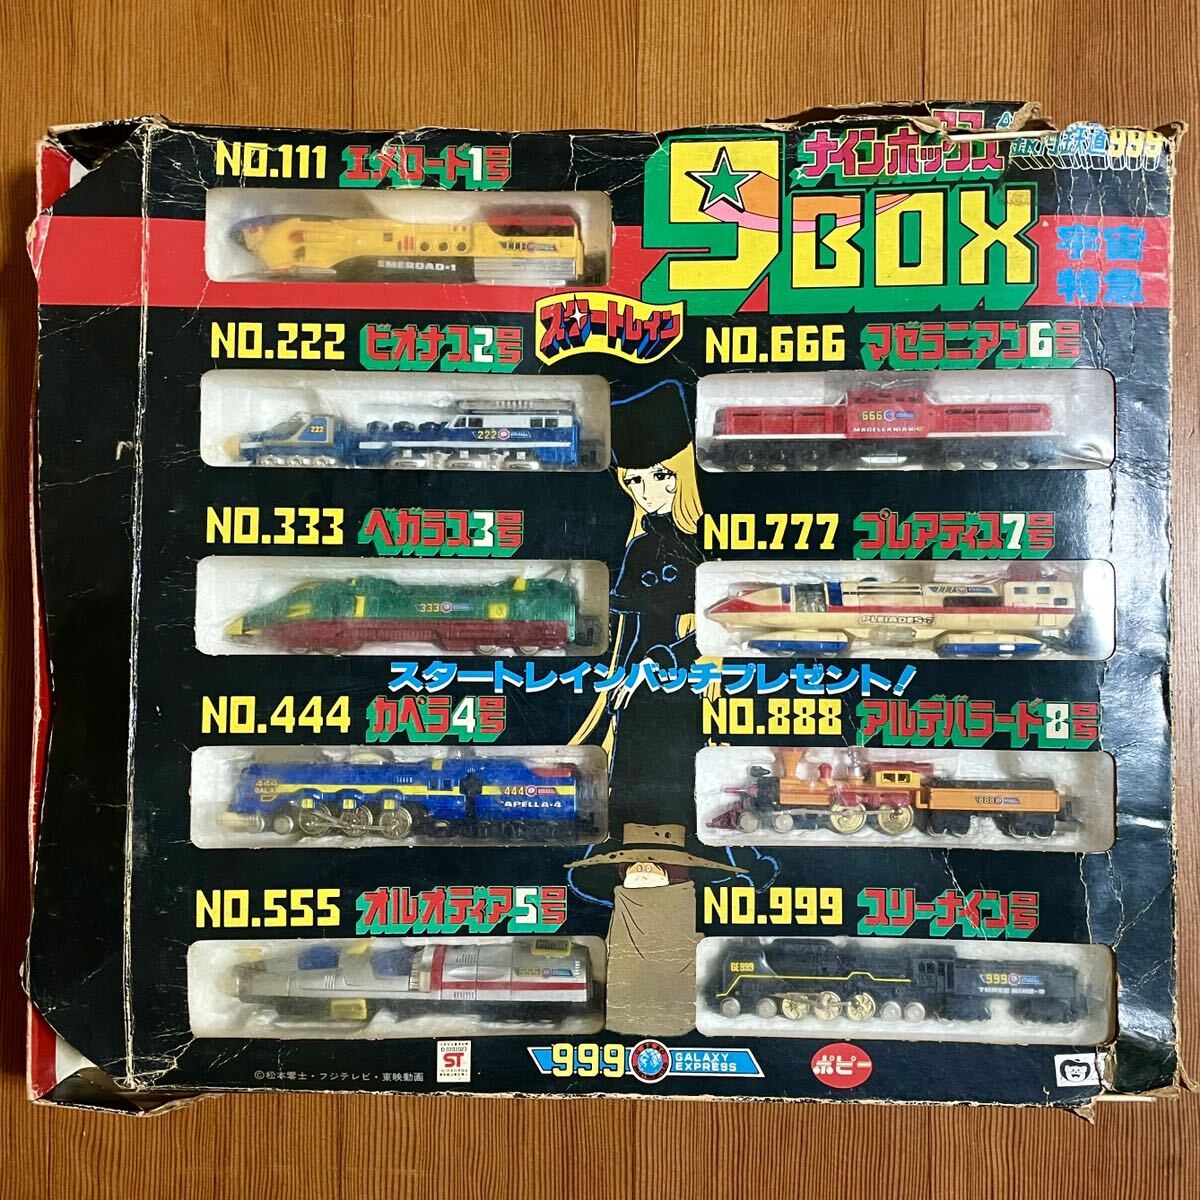 ナインボックス
銀河鉄道999
9 BOX
宇宙
特急
スタートレイン
NO.111 エメロード1号
111
EMEROAD-1
NO.222 ビオナス2号
222
222
NO.333 ベガラス3号
333
NO.444 カペラ4号
444
444
APELLA-4
NO.555 オルオディア5号
555
NO.666 マゼラニアン6号
666
MAGELLANIAN-6
NO.777 プレアディス7号
777
PLEIADES-7
スタートレインバッチプレゼント!
NO.888 アルデバラード8号
888
NO.999 スリーナイン号
GE999
999
THREE NINE-9
ST
©松本零士・フジテレビ・東映動画
999 GALAXY
EXPRESS
ポピー